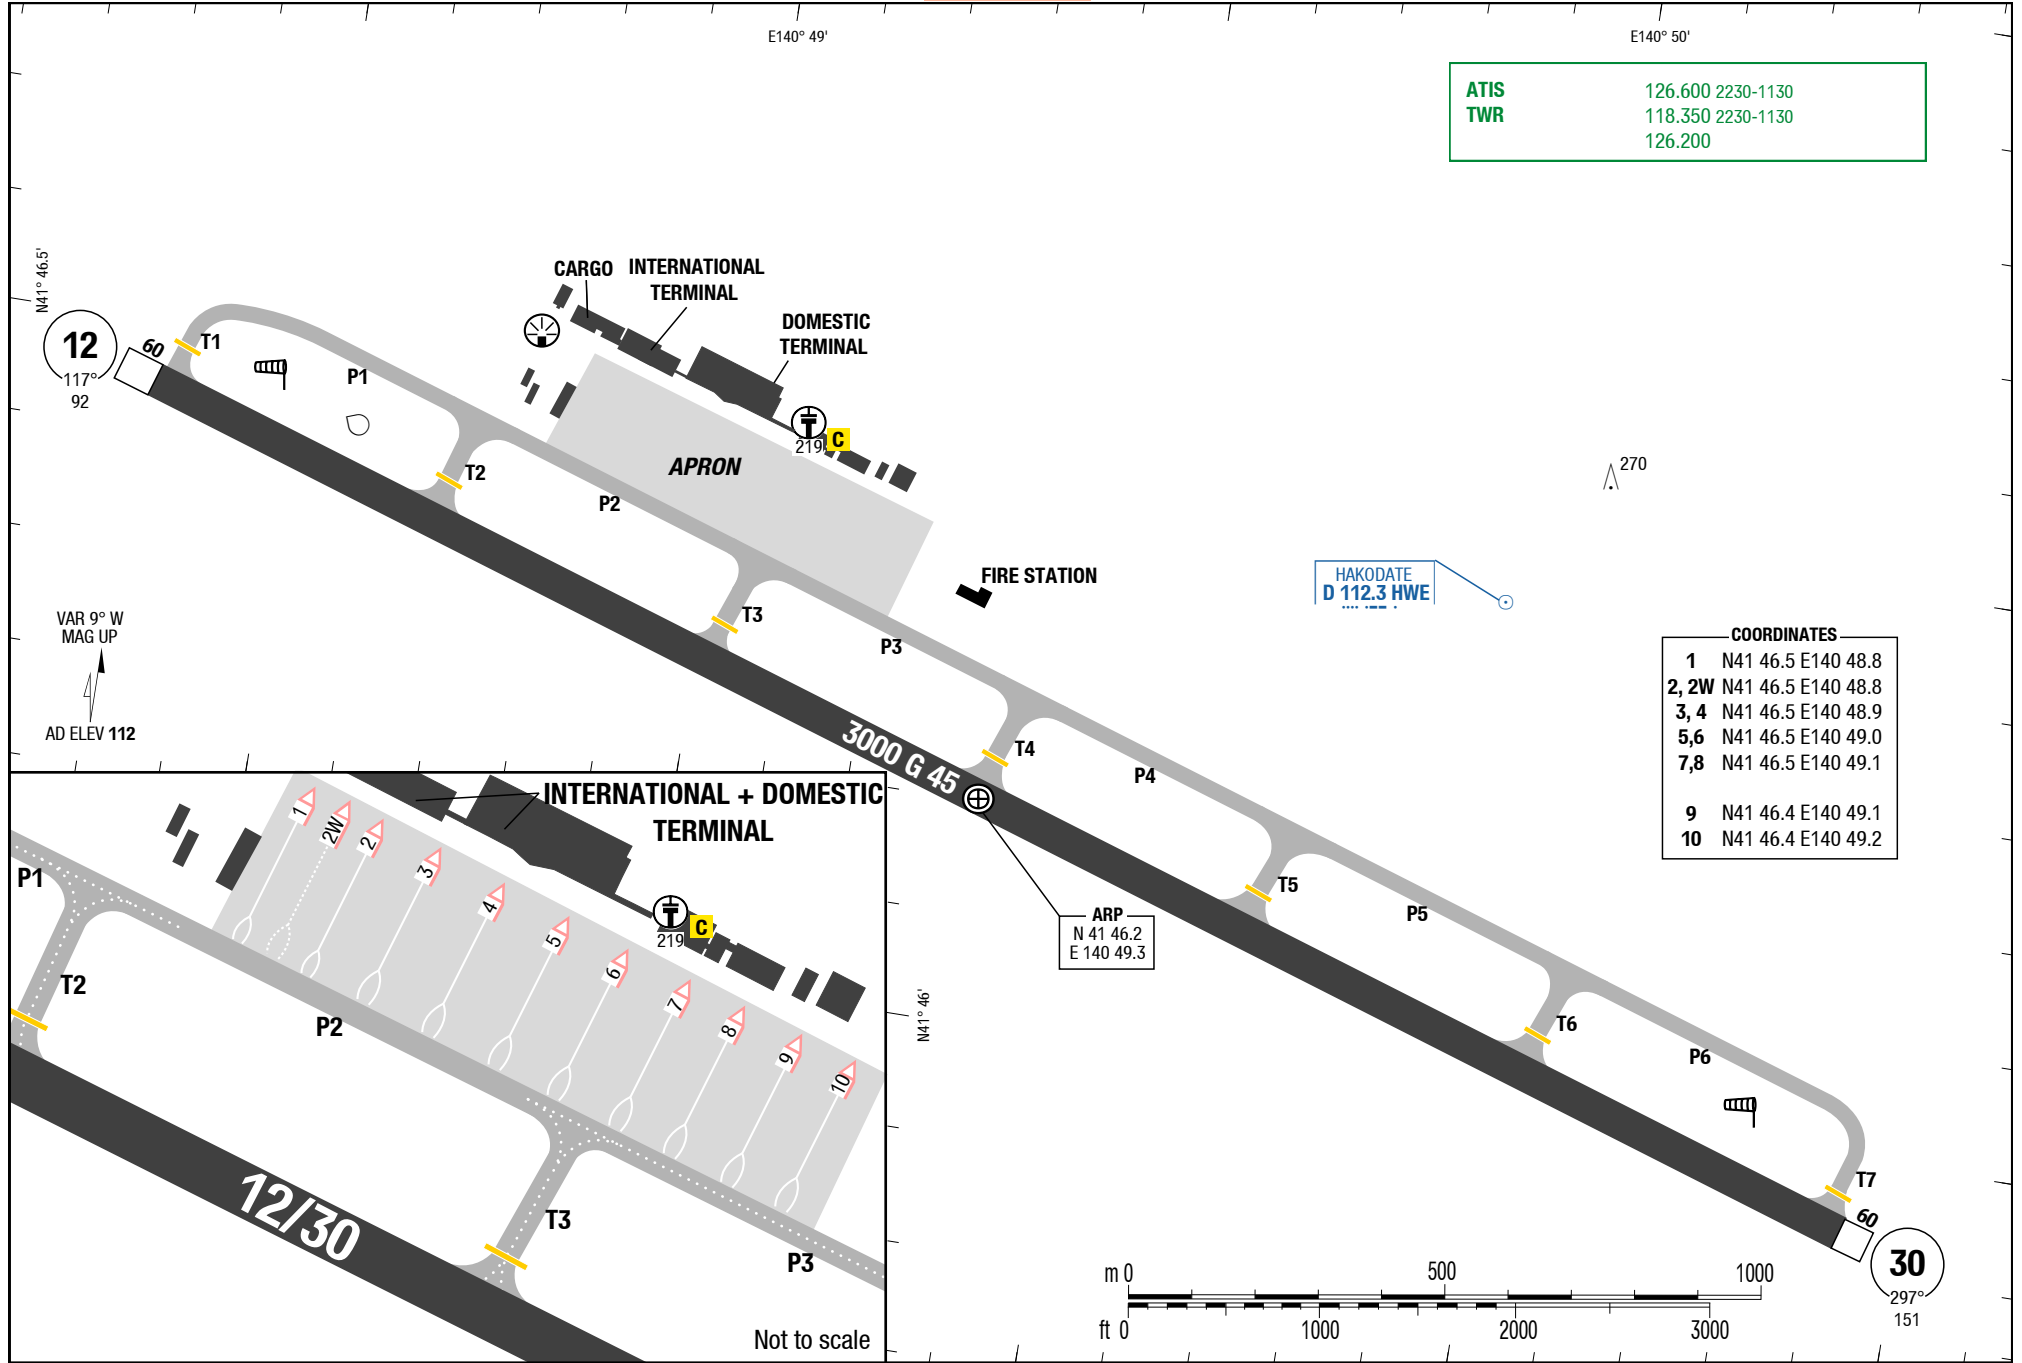 E140° 49'
E140° 50'
ATIS 126.600 2230-1130
TWR 118.350 2230-1130
126.200
N41° 46.5'
CARGO
INTERNATIONAL
TERMINAL
DOMESTIC
TERMINAL
12
117°
92
60
T1
P1
T2
P2
APRON
219
C
270
FIRE STATION
T3
P3
HAKODATE
D 112.3 HWE
VAR 9° W
MAG UP
AD ELEV 112
COORDINATES
1 N41 46.5 E140 48.8
2, 2W N41 46.5 E140 48.8
3, 4 N41 46.5 E140 48.9
5,6 N41 46.5 E140 49.0
7,8 N41 46.5 E140 49.1
9 N41 46.4 E140 49.1
10 N41 46.4 E140 49.2
3000 G 45
T4
P4
T5
P5
ARP
N 41 46.2
E 140 49.3
N41° 46'
T6
P6
T7
60
30
297°
151
INTERNATIONAL + DOMESTIC
TERMINAL
1
2W
2
3
4
5
6
7
8
9
10
219
C
P1
T2
P2
T3
P3
12/30
Not to scale
m 0 500 1000
ft 0 1000 2000 3000